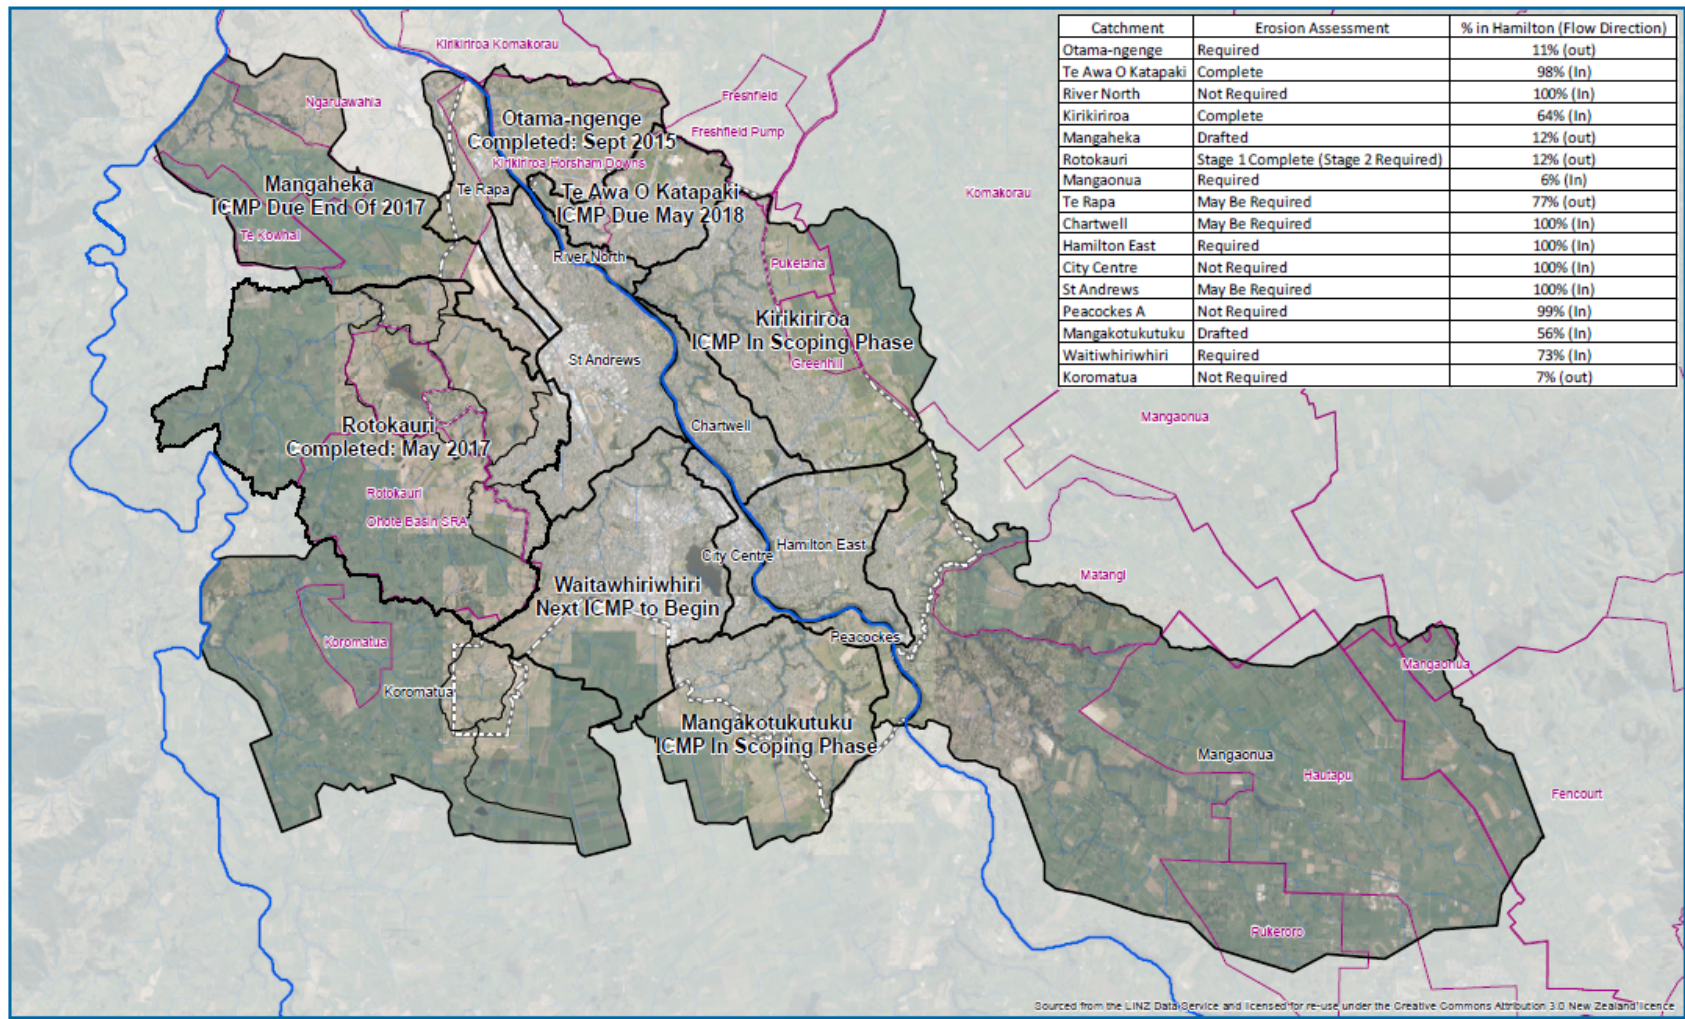 Catchment Erosion Assessment % in Hamilton (Flow Direction)
Otama-ngenge Required 11% (out)
Te Awa O Katapaki Complete 98% (In)
River North Not Required 100% (In)
Kirikiriroa Complete 64% (In)
Mangaheka Drafted 12% (out)
Rotokauri Stage 1 Complete (Stage 2 Required) 12% (out)
Mangaonua Required 6% (In)
Te Rapa May Be Required 77% (out)
Chartwell May Be Required 100% (In)
Hamilton East Required 100% (In)
City Centre Not Required 100% (In)
St Andrews May Be Required 100% (In)
Peacockes A Not Required 99% (In)
Mangakotukutuku Drafted 56% (In)
Waitiwhiriwhiri Required 73% (In)
Koromatua Not Required 7% (out)
Kirikiriroa Komakorau
Ngaruawahia
Freshfield
Otama-ngenge
Completed: Sept 2015
Freshfield Pump
Kirikiriroa Horsham Downs
Mangaheka
ICMP Due End Of 2017
Te Rapa
Te Awa O Katapaki
ICMP Due May 2018
Komakorau
Te Kowhai
River North
Puketaha
Kirikiriroa
ICMP In Scoping Phase
Greenhill
St Andrews
Rotokauri
Completed: May 2017
Chartwell
Mangaonua
Rotokauri
Ohote Basin SRA
City Centre
Hamilton East
Matangi
Waitawhiriwhiri
Next ICMP to Begin
Peacockes
Koromatua
Mangaonua
Koromatua
Mangakotukutuku
ICMP In Scoping Phase
Mangaonua
Hautapu
Fencourt
Pukeroro
Sourced from the LINZ Data Service and licensed for re-use under the Creative Commons Attribution 3.0 New Zealand licence